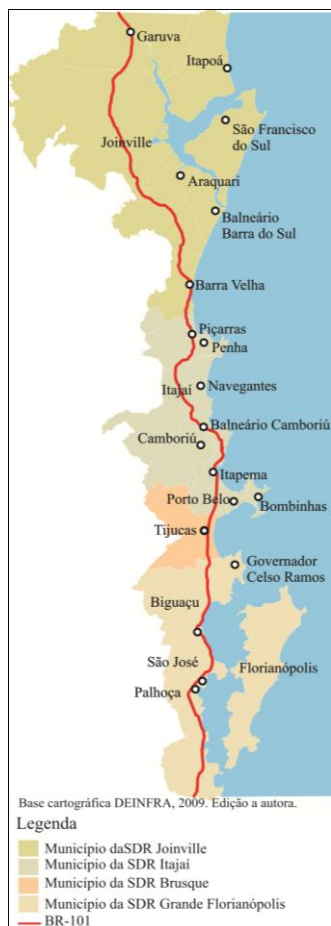 Garuva
Itapoá
São Francisco
do Sul
Joinville
Araquari
Balneário
Barra do Sul
Barra Velha
Piçarras
Penha
Itajaí
Navegantes
Balneário Camboriú
Camboriú
Itapema
Porto Belo
Bombinhas
Tijucas
Governador
Celso Ramos
Biguaçu
São José
Florianópolis
Palhoça
Base cartográfica DEINFRA, 2009. Edição a autora.
Legenda
Município daSDR Joinville
Município da SDR Itajaí
Município da SDR Brusque
Município da SDR Grande Florianópolis
BR-101